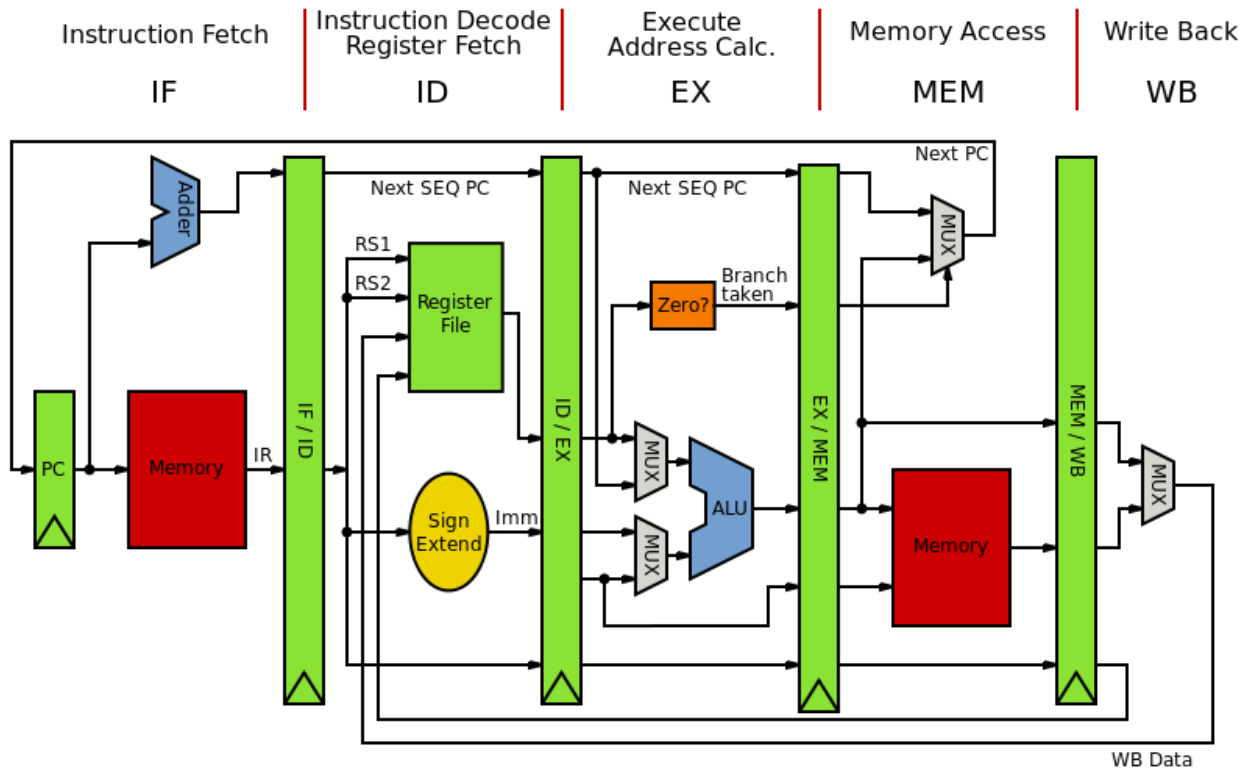 Instruction Fetch
IF
Instruction Decode
Register Fetch
ID
Execute
Address Calc.
EX
Memory Access
MEM
Write Back
WB
Next PC
Adder
Next SEQ PC
Next SEQ PC
MUX
RS1
RS2
Register
File
Branch
taken
Zero?
PC
Memory
IR
IF / ID
Sign
Extend
Imm
ID / EX
MUX
MUX
ALU
EX / MEM
Memory
MEM / WB
MUX
WB Data